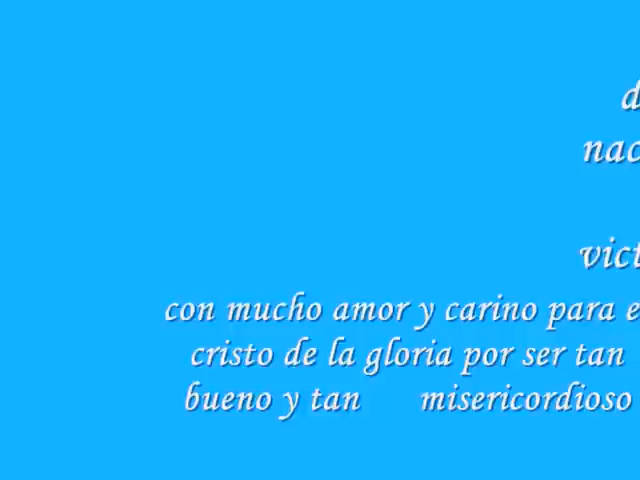 con mucho amor y carino para e
cristo de la gloria por ser tan
bueno y tan misericordioso